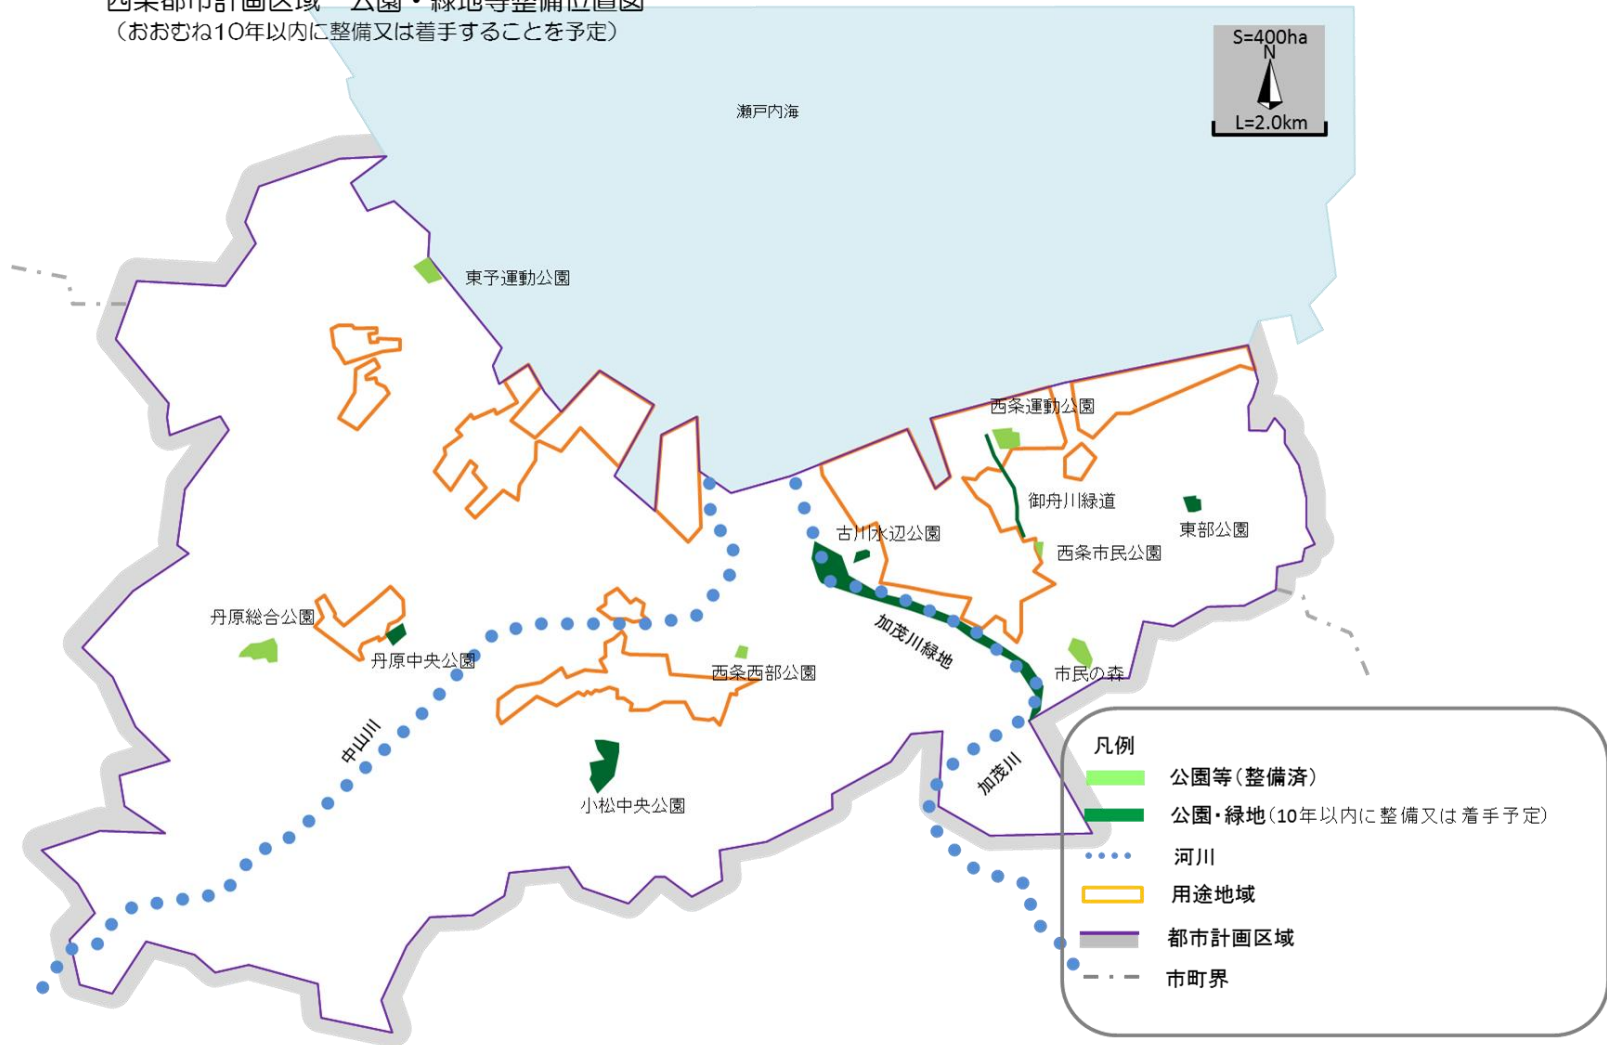 西条都市計画区域　公園・緑地等整備位置図
（おおむね10年以内に整備又は着手することを予定）
S=400ha
N
L=2.0km
瀬戸内海
東予運動公園
西条運動公園
御舟川緑道
東部公園
古川水辺公園
西条市民公園
丹原総合公園
丹原中央公園
加茂川緑地
西条西部公園
市民の森
中山川
加茂川
小松中央公園
凡例
公園等（整備済）
公園・緑地（10年以内に整備又は着手予定）
河川
用途地域
都市計画区域
市町界